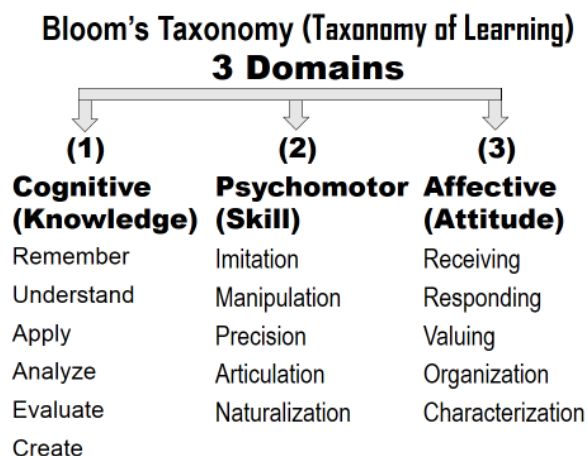 Bloom's Taxonomy (Taxonomy of Learning)
3 Domains
(1)
Cognitive
(Knowledge)
Remember
Understand
Apply
Analyze
Evaluate
Create
(2)
Psychomotor
(Skill)
Imitation
Manipulation
Precision
Articulation
Naturalization
(3)
Affective
(Attitude)
Receiving
Responding
Valuing
Organization
Characterization